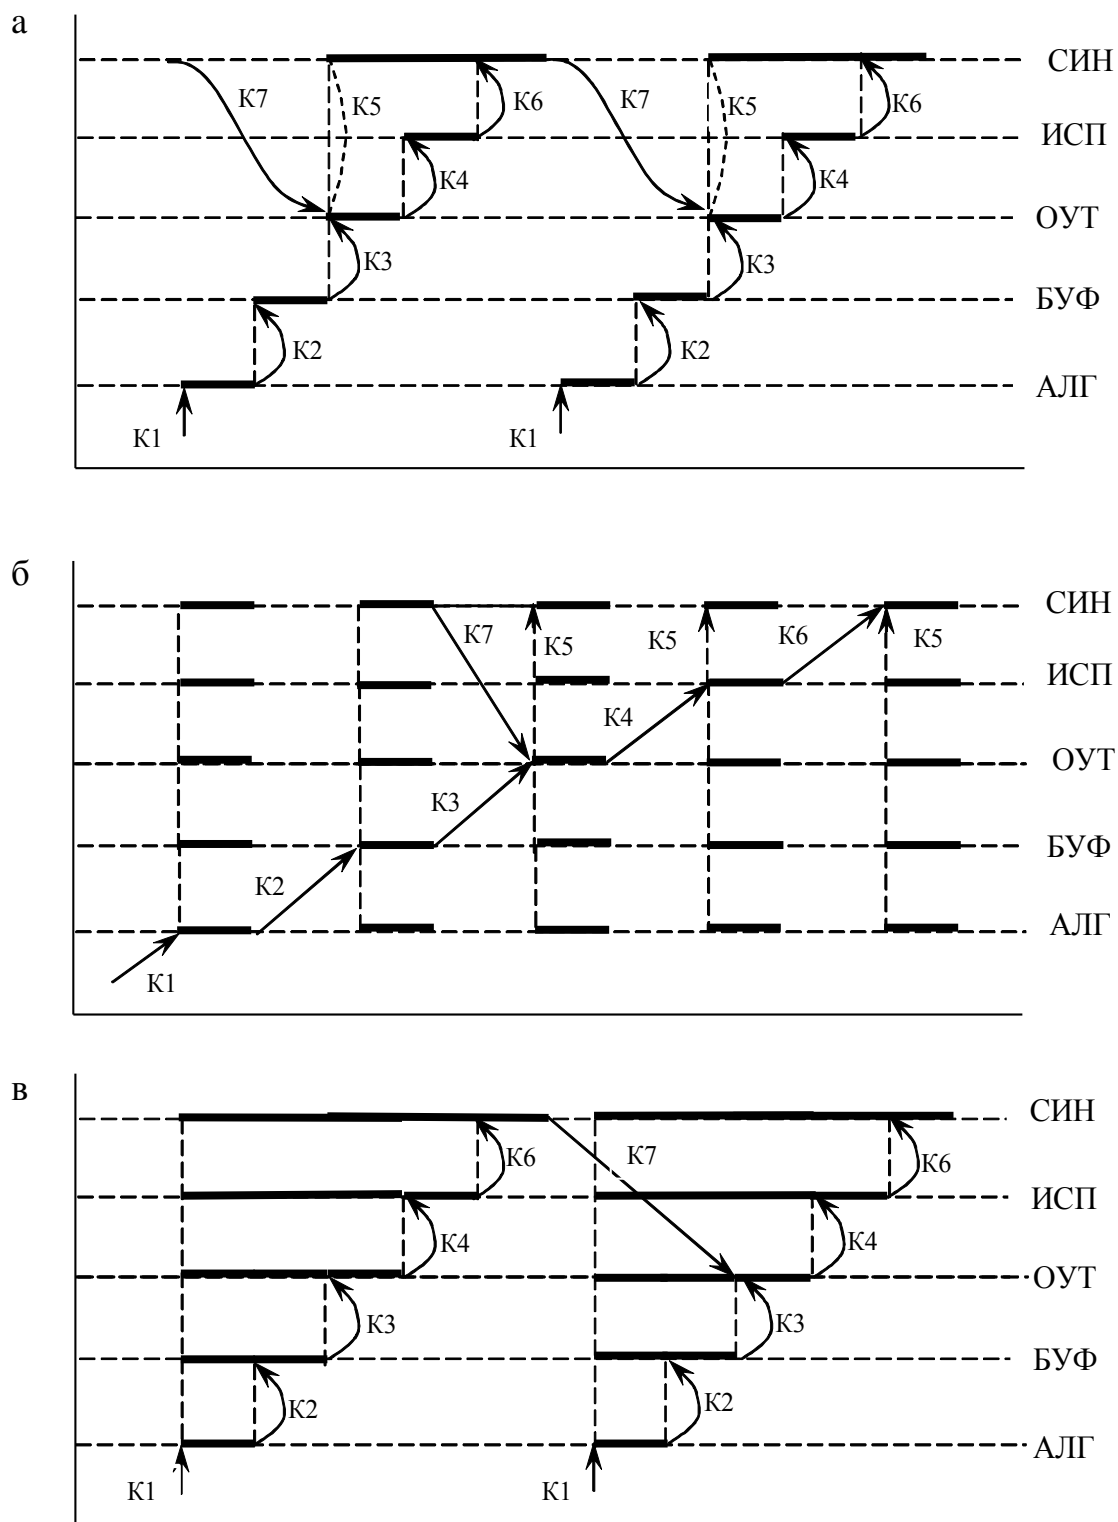 а
СИН
К7 К5 К6 К7 К5 К6
ИСП
К4 К4
ОУТ
К3 К3
БУФ
К2 К2
АЛГ
К1 К1
б
СИН
К7 К5 К5 К6 К5
ИСП
К4
ОУТ
К3
БУФ
К2
АЛГ
К1
в
СИН
К6 К7 К6
ИСП
К4 К4
ОУТ
К3 К3
БУФ
К2 К2
АЛГ
К1 К1